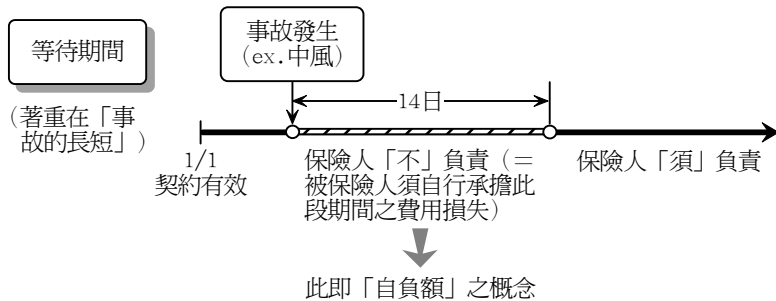 等待期間
(著重在「事
故的長短」)
事故發生
(ex.中風)
14日
1/1
契約有效
保險人「不」負責(=
被保險人須自行承擔此
段期間之費用損失)
保險人「須」負責
此即「自負額」之概念